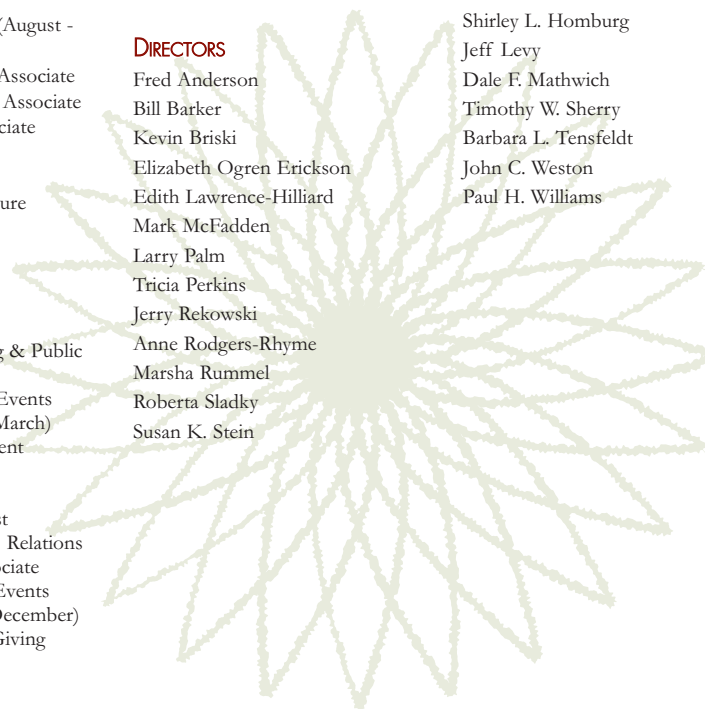 (August -
Associate
Associate
ciate
ure
g & Public
Events
March)
ent
st
Relations
ociate
Events
December)
Giving
DIRECTORS
Fred Anderson
Bill Barker
Kevin Briski
Elizabeth Ogren Erickson
Edith Lawrence-Hilliard
Mark McFadden
Larry Palm
Tricia Perkins
Jerry Rekowski
Anne Rodgers-Rhyme
Marsha Rummel
Roberta Sladky
Susan K. Stein
Shirley L. Homburg
Jeff Levy
Dale F. Mathwich
Timothy W. Sherry
Barbara L. Tensfeldt
John C. Weston
Paul H. Williams